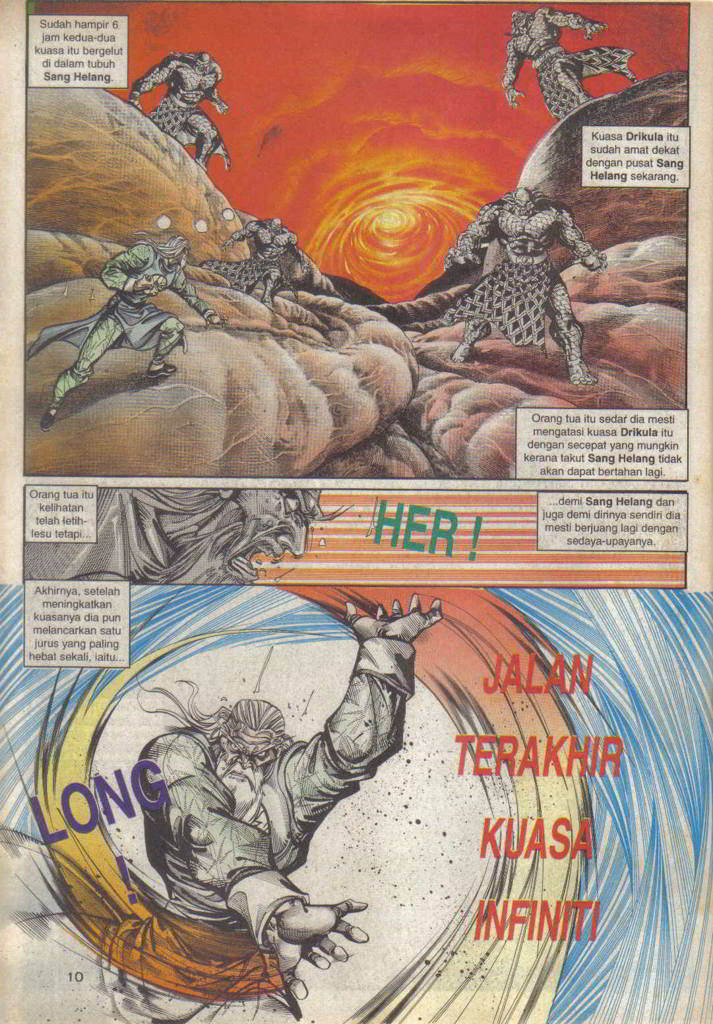 Sudah hampir 6
jam kedua-dua
kuasa itu bergelut
di dalam tubuh
Sang Helang.
Kuasa Drikula itu
sudah amat dekat
dengan pusat Sang
Helang sekarang.
Orang tua itu sedar dia mesti
mengatasi kuasa Drikula itu
dengan secepat yang mungkin
kerana takut Sang Helang tidak
akan dapat bertahan lagi.
Orang tua itu
kelihatan
telah letih-
lesu tetapi...
HER !
...demi Sang Helang dan
juga demi dirinya sendiri dia
mesti berjuang lagi dengan
sedaya-upayanya.
Akhirnya, setelah
meningkatkan
kuasanya dia pun
melancarkan satu
jurus yang paling
hebat sekali, iaitu...
LONG
!
JALAN
TERAKHIR
KUASA
INFINITI
10